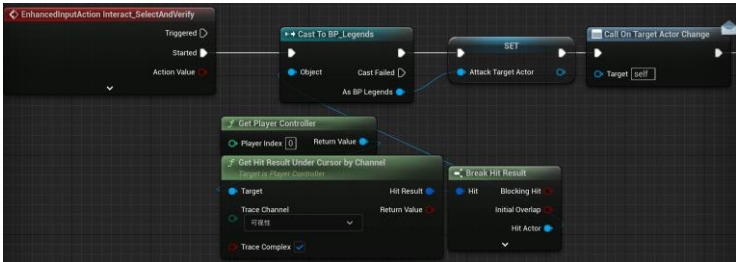 EnhancedInputAction Interact_SelectAndVerify
Triggered
Started
Action Value
Cast To BP_Legends
Object
Cast Failed
As BP Legends
SET
Attack Target Actor
Call On Target Actor Change
Target self
Get Player Controller
Player Index 0
Return Value
Get Hit Result Under Cursor by Channel
Target is Player Controller
Target
Hit Result
Trace Channel
可视性
Return Value
Trace Complex
Break Hit Result
Hit
Blocking Hit
Initial Overlap
Hit Actor